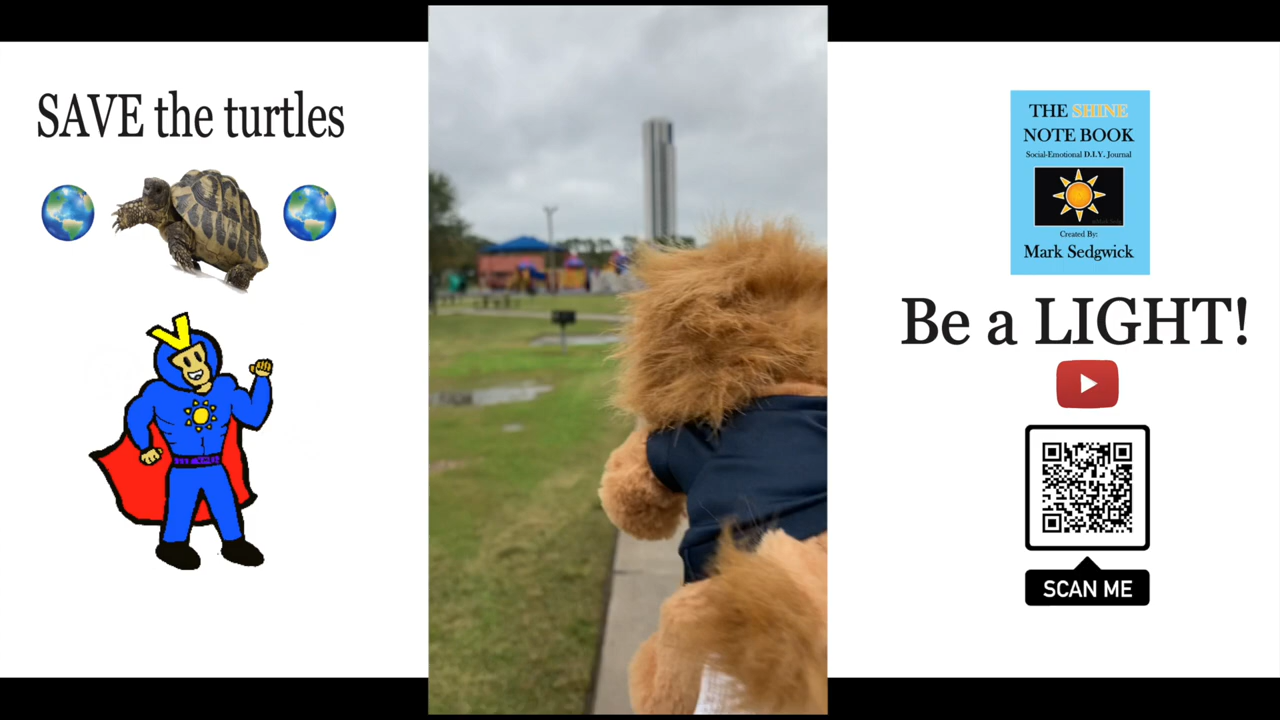 SAVE the turtles
V
THE SHINE
NOTE BOOK
Social-Emotional D.I.Y. Journal
Created By:
Mark Sedgwick
Be a LIGHT!
SCAN ME